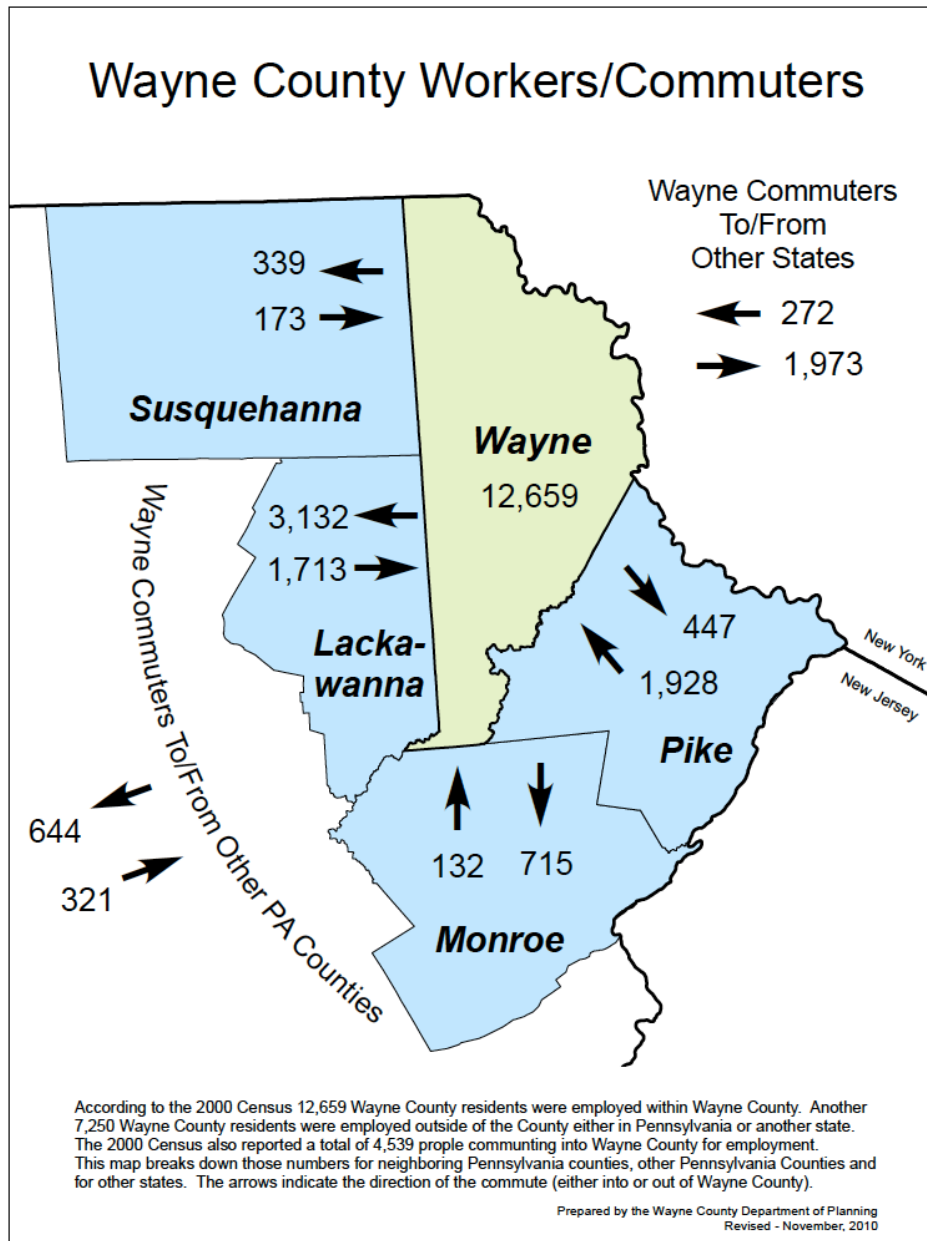 Wayne County Workers/Commuters
Wayne Commuters
To/From
Other States
272
1,973
339
173
Susquehanna
Wayne
12,659
3,132
1,713
Lacka-
wanna
447
1,928
Pike
New York
New Jersey
Wayne Commuters To/From Other PA Counties
644
321
132 715
Monroe
According to the 2000 Census 12,659 Wayne County residents were employed within Wayne County. Another
7,250 Wayne County residents were employed outside of the County either in Pennsylvania or another state.
The 2000 Census also reported a total of 4,539 prople communting into Wayne County for employment.
This map breaks down those numbers for neighboring Pennsylvania counties, other Pennsylvania Counties and
for other states. The arrows indicate the direction of the commute (either into or out of Wayne County).
Prepared by the Wayne County Department of Planning
Revised - November, 2010